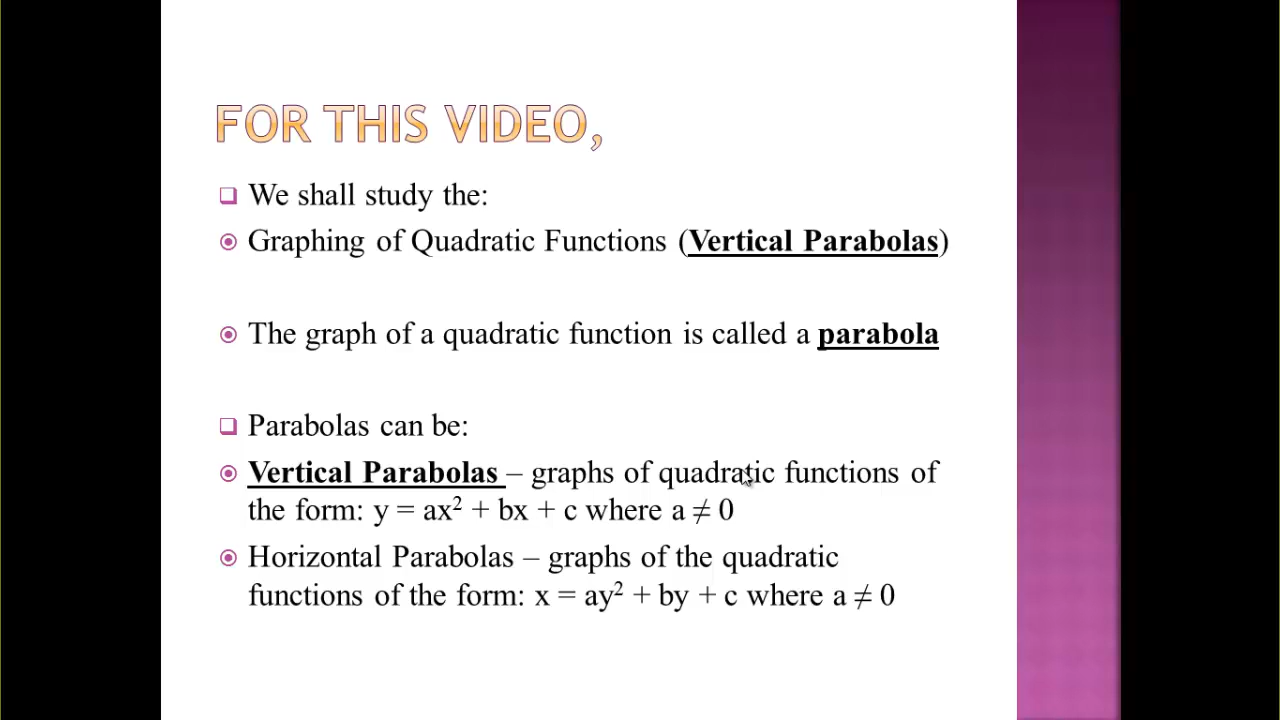 FOR THIS VIDEO,
We shall study the:
Graphing of Quadratic Functions (Vertical Parabolas)
The graph of a quadratic function is called a parabola
Parabolas can be:
Vertical Parabolas – graphs of quadratic functions of
the form: y = ax² + bx + c where a ≠ 0
Horizontal Parabolas – graphs of the quadratic
functions of the form: x = ay² + by + c where a ≠ 0